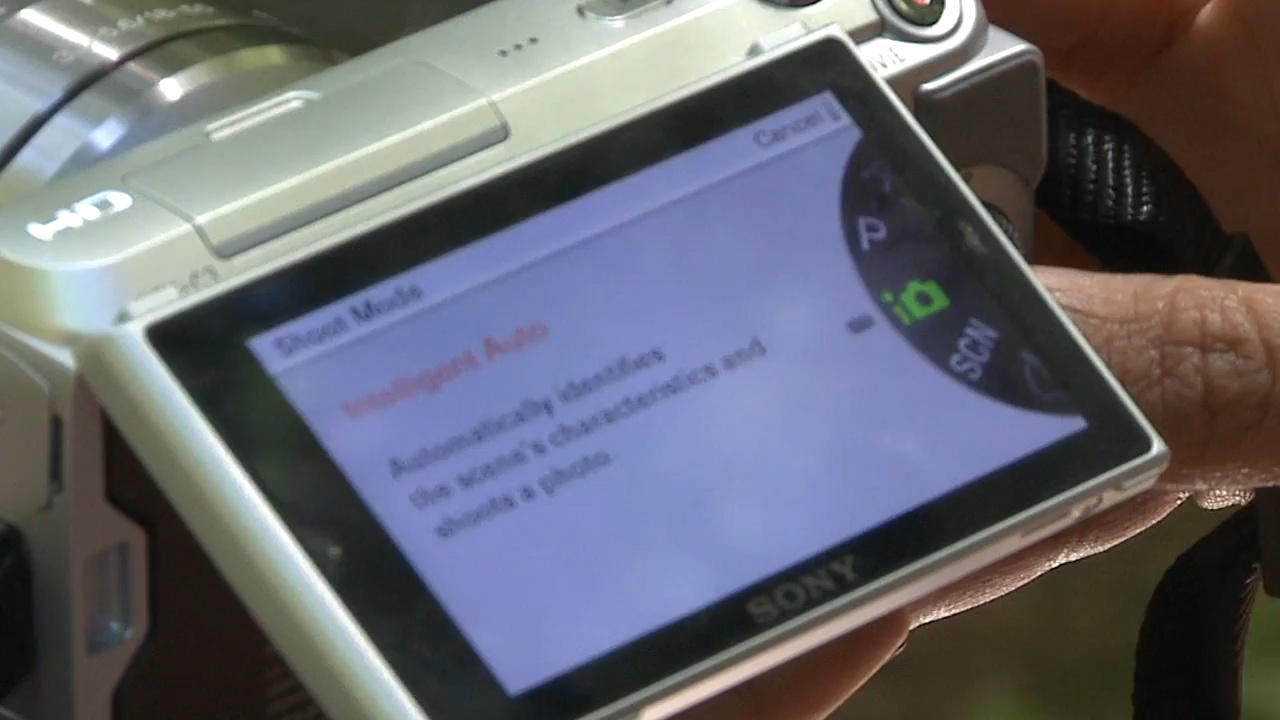 HD
Cancel
Shoot Mode
Intelligent Auto
Automatically identifies
the scene's characteristics and
shoots a photo.
P
i
SCN
SONY